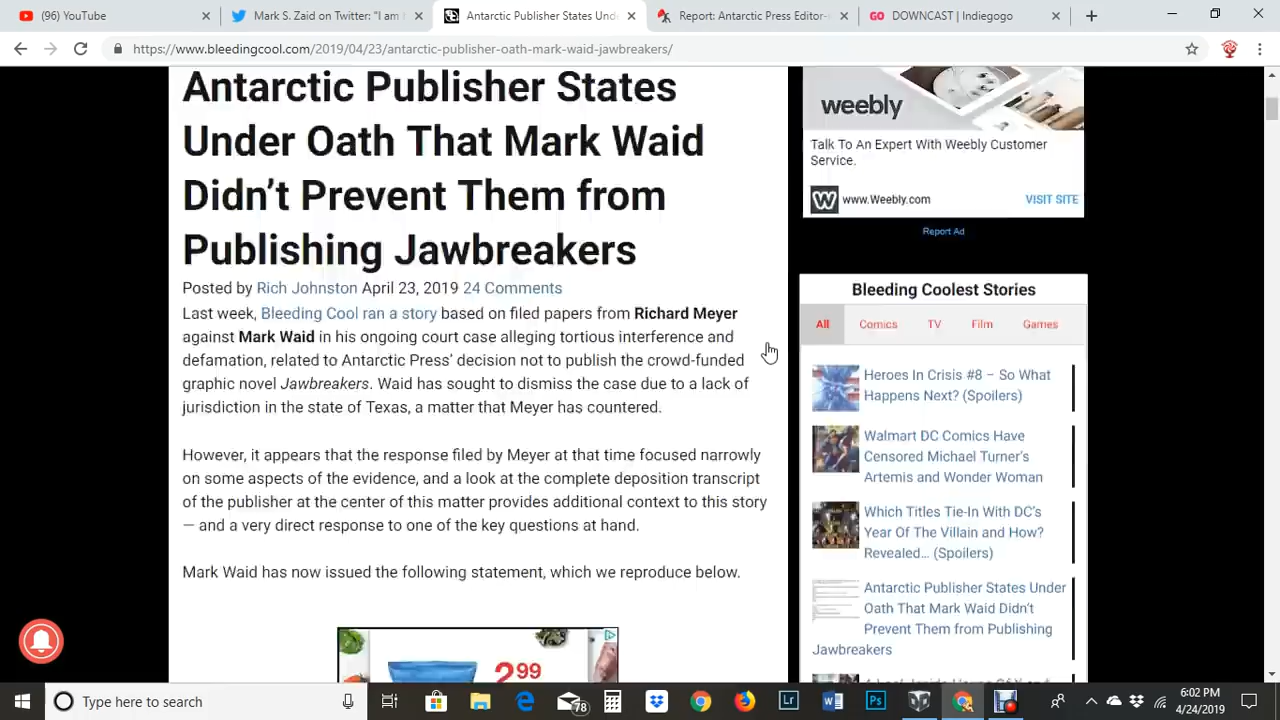 (96) YouTube
Mark S. Zaid on Twitter: "I am
Antarctic Publisher States Und
Report: Antarctic Press Editor-
DOWNCAST | Indiegogo
https://www.bleedingcool.com/2019/04/23/antarctic-publisher-oath-mark-waid-jawbreakers/
Antarctic Publisher States
Under Oath That Mark Waid
Didn't Prevent Them from
Publishing Jawbreakers
Posted by Rich Johnston April 23, 2019 24 Comments
Last week, Bleeding Cool ran a story based on filed papers from Richard Meyer
against Mark Waid in his ongoing court case alleging tortious interference and
defamation, related to Antarctic Press' decision not to publish the crowd-funded
graphic novel Jawbreakers. Waid has sought to dismiss the case due to a lack of
jurisdiction in the state of Texas, a matter that Meyer has countered.
However, it appears that the response filed by Meyer at that time focused narrowly
on some aspects of the evidence, and a look at the complete deposition transcript
of the publisher at the center of this matter provides additional context to this story
— and a very direct response to one of the key questions at hand.
Mark Waid has now issued the following statement, which we reproduce below.
2.99
weebly
Talk To An Expert With Weebly Customer
Service.
www.Weebly.com
VISIT SITE
Report Ad
Bleeding Coolest Stories
All Comics TV Film Games
Heroes In Crisis #8 – So What
Happens Next? (Spoilers)
Walmart DC Comics Have
Censored Michael Turner's
Artemis and Wonder Woman
Which Titles Tie-In With DC's
Year Of The Villain and How?
Revealed... (Spoilers)
Antarctic Publisher States Under
Oath That Mark Waid Didn't
Prevent Them from Publishing
Jawbreakers
Type here to search
78
Lr
Ps
6:02 PM
4/24/2019